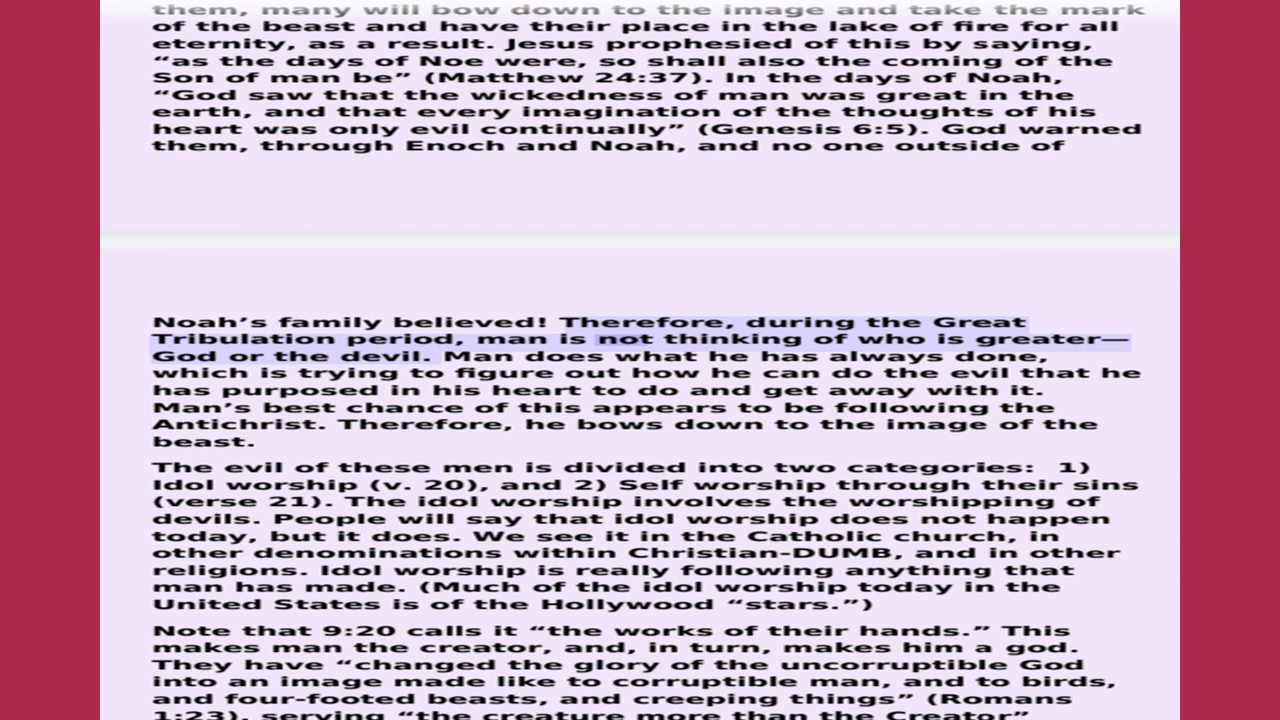 them, many will bow down to the image and take the mark
of the beast and have their place in the lake of fire for all
eternity, as a result. Jesus prophesied of this by saying,
“as the days of Noe were, so shall also the coming of the
Son of man be” (Matthew 24:37). In the days of Noah,
“God saw that the wickedness of man was great in the
earth, and that every imagination of the thoughts of his
heart was only evil continually” (Genesis 6:5). God warned
them, through Enoch and Noah, and no one outside of
Noah’s family believed! Therefore, during the Great
Tribulation period, man is not thinking of who is greater—
God or the devil. Man does what he has always done,
which is trying to figure out how he can do the evil that he
has purposed in his heart to do and get away with it.
Man’s best chance of this appears to be following the
Antichrist. Therefore, he bows down to the image of the
beast.
The evil of these men is divided into two categories: 1)
Idol worship (v. 20), and 2) Self worship through their sins
(verse 21). The idol worship involves the worshipping of
devils. People will say that idol worship does not happen
today, but it does. We see it in the Catholic church, in
other denominations within Christian-DUMB, and in other
religions. Idol worship is really following anything that
man has made. (Much of the idol worship today in the
United States is of the Hollywood “stars.”)
Note that 9:20 calls it “the works of their hands.” This
makes man the creator, and, in turn, makes him a god.
They have “changed the glory of the uncorruptible God
into an image made like to corruptible man, and to birds,
and four-footed beasts, and creeping things” (Romans
1:23), serving “the creature more than the Creator”